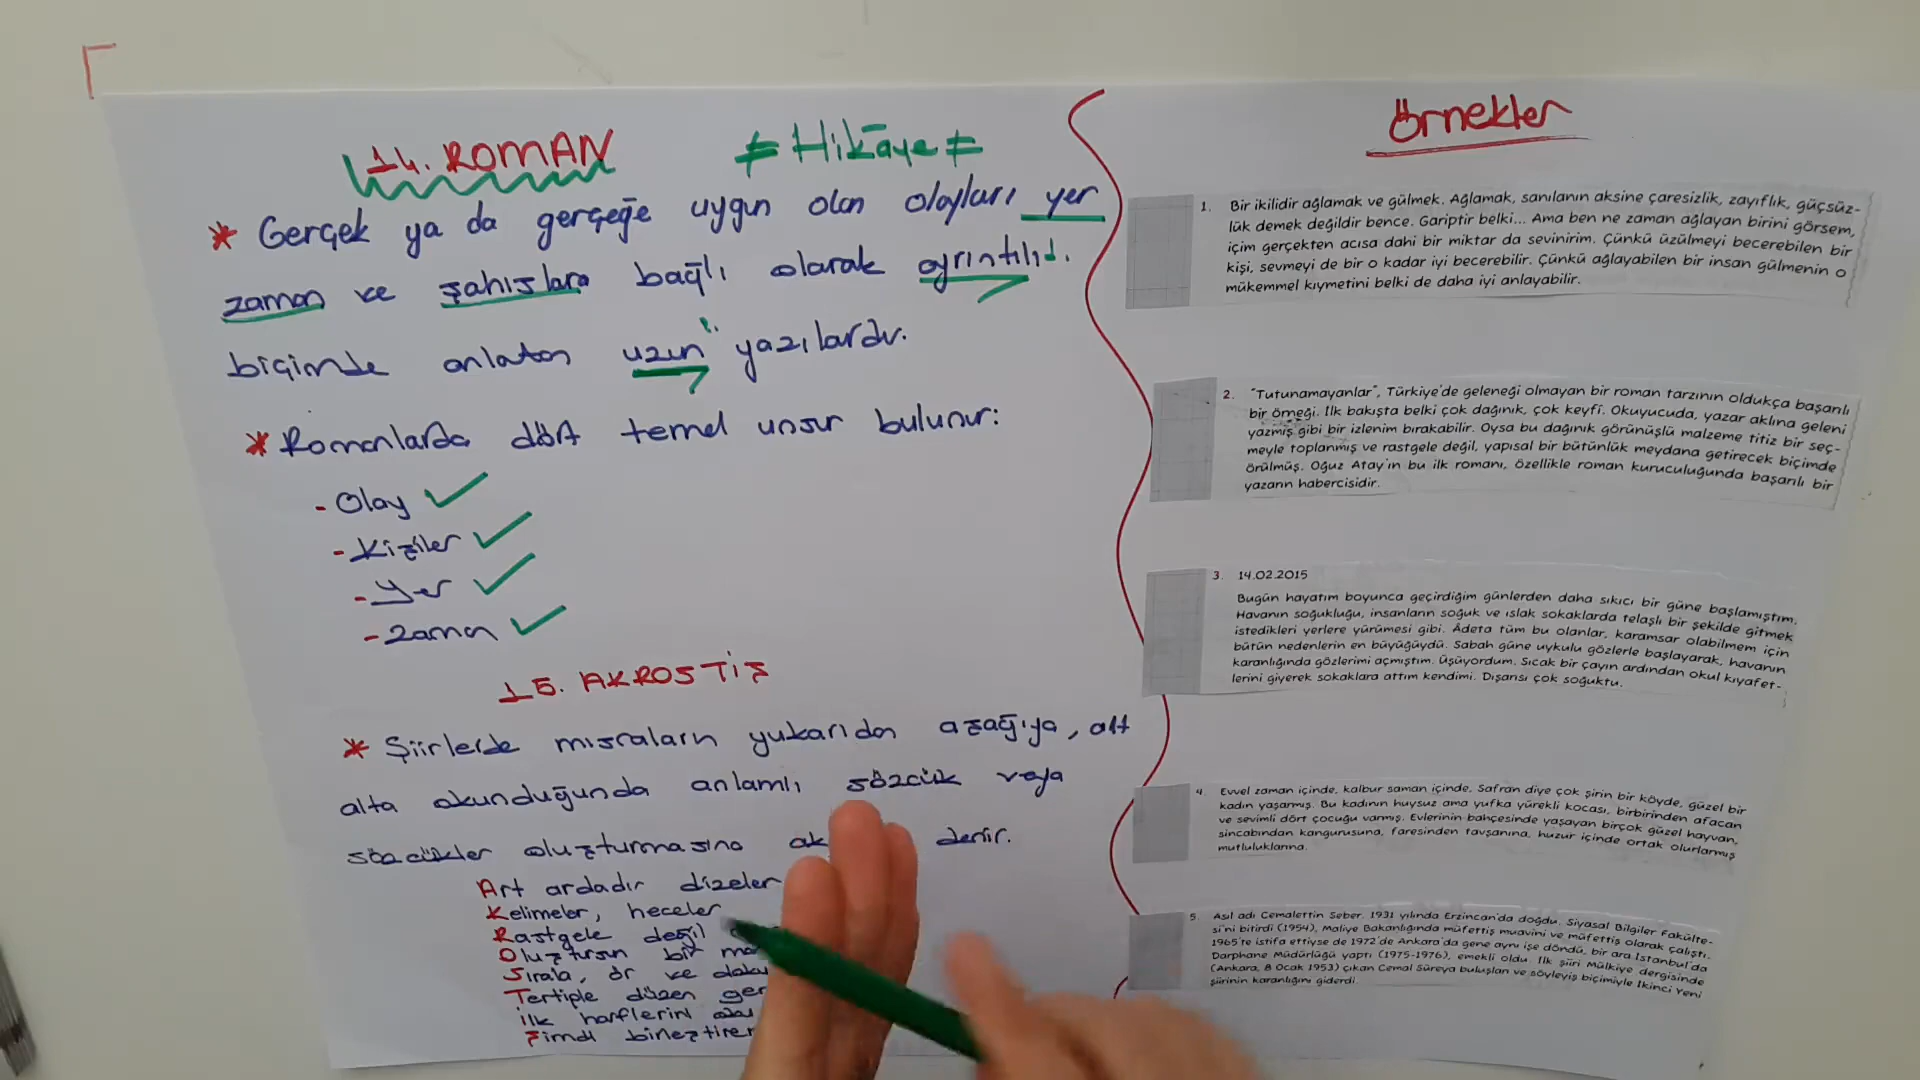 14. ROMAN
≠ Hikâye ≠
* Gerçek ya da gerçeğe uygun olan olayları yer
zaman ve şahıslara bağlı olarak ayrıntılı
biçimde anlatan uzun yazılardır.
* Romanlarda dört temel unsur bulunur:
- Olay ✓
- Kişiler ✓
- Yer ✓
- Zaman ✓
15. AKROSTİŞ
* Şiirlerde mısraların yukarıdan aşağıya, alt
alta okunduğunda anlamlı sözcük veya
sözcükler oluşturmasına ak denir.
Art ardadır dizeler
Kelimeler, heceler
Rastgele değil
Oluştursun bir
Sırala, ör ve
Tertiple düzen
İlk harflerini
Şimdi
Örnekler
1. Bir ikilidir ağlamak ve gülmek. Ağlamak, sanılanın aksine çaresizlik, zayıflık, güçsüz-
lük demek değildir bence. Gariptir belki... Ama ben ne zaman ağlayan birini görsem,
içim gerçekten acısa dahi bir miktar da sevinirim. Çünkü üzülmeyi becerebilen bir
kişi, sevmeyi de bir o kadar iyi becerebilir. Çünkü ağlayabilen bir insan gülmenin o
mükemmel kıymetini belki de daha iyi anlayabilir.
2. "Tutunamayanlar", Türkiye'de geleneği olmayan bir roman tarzının oldukça başarılı
bir örneği. İlk bakışta belki çok dağınık, çok keyfî. Okuyucuda, yazar aklına geleni
yazmış gibi bir izlenim bırakabilir. Oysa bu dağınık görünüşlü malzeme titiz bir seç-
meyle toplanmış ve rastgele değil, yapısal bir bütünlük meydana getirecek biçimde
örülmüş. Oğuz Atay'ın bu ilk romanı, özellikle roman kuruculuğunda başarılı bir
yazarın habercisidir.
3. 14.02.2015
Bugün hayatım boyunca geçirdiğim günlerden daha sıkıcı bir güne başlamıştım.
Havanın soğukluğu, insanların soğuk ve ıslak sokaklarda telaşlı bir şekilde gitmek
istedikleri yerlere yürümesi gibi. Âdeta tüm bu olanlar, karamsar olabilmem için
bütün nedenlerin en büyüğüydü. Sabah güne uykulu gözlerle başlayarak, havanın
karanlığında gözlerimi açmıştım. Üşüyordum. Sıcak bir çayın ardından okul kıyafet-
lerini giyerek sokaklara attım kendimi. Dışarısı çok soğuktu.
4. Evvel zaman içinde, kalbur saman içinde, Safran diye çok şirin bir köyde, güzel bir
kadın yaşarmış. Bu kadının huysuz ama yufka yürekli kocası, birbirinden afacan
ve sevimli dört çocuğu varmış. Evlerinin bahçesinde yaşayan birçok güzel hayvan,
sincabından kangurusuna, faresinden tavşanına, huzur içinde ortak olurlarmış
mutluluklarına.
5. Asıl adı Cemalettin Seber. 1931 yılında Erzincan'da doğdu. Siyasal Bilgiler Fakülte-
si'ni bitirdi (1954), Maliye Bakanlığında müfettiş muavini ve müfettiş olarak çalıştı.
1965'te istifa ettiyse de 1972'de Ankara'da gene aynı işe döndü, bir ara İstanbul'da
Darphane Müdürlüğü yaptı (1975-1976), emekli oldu. İlk şiiri Mülkiye dergisinde
(Ankara, 8 Ocak 1953) çıkan Cemal Süreya buluşları ve söyleyiş biçimiyle İkinci Yeni
şiirinin karanlığını giderdi.